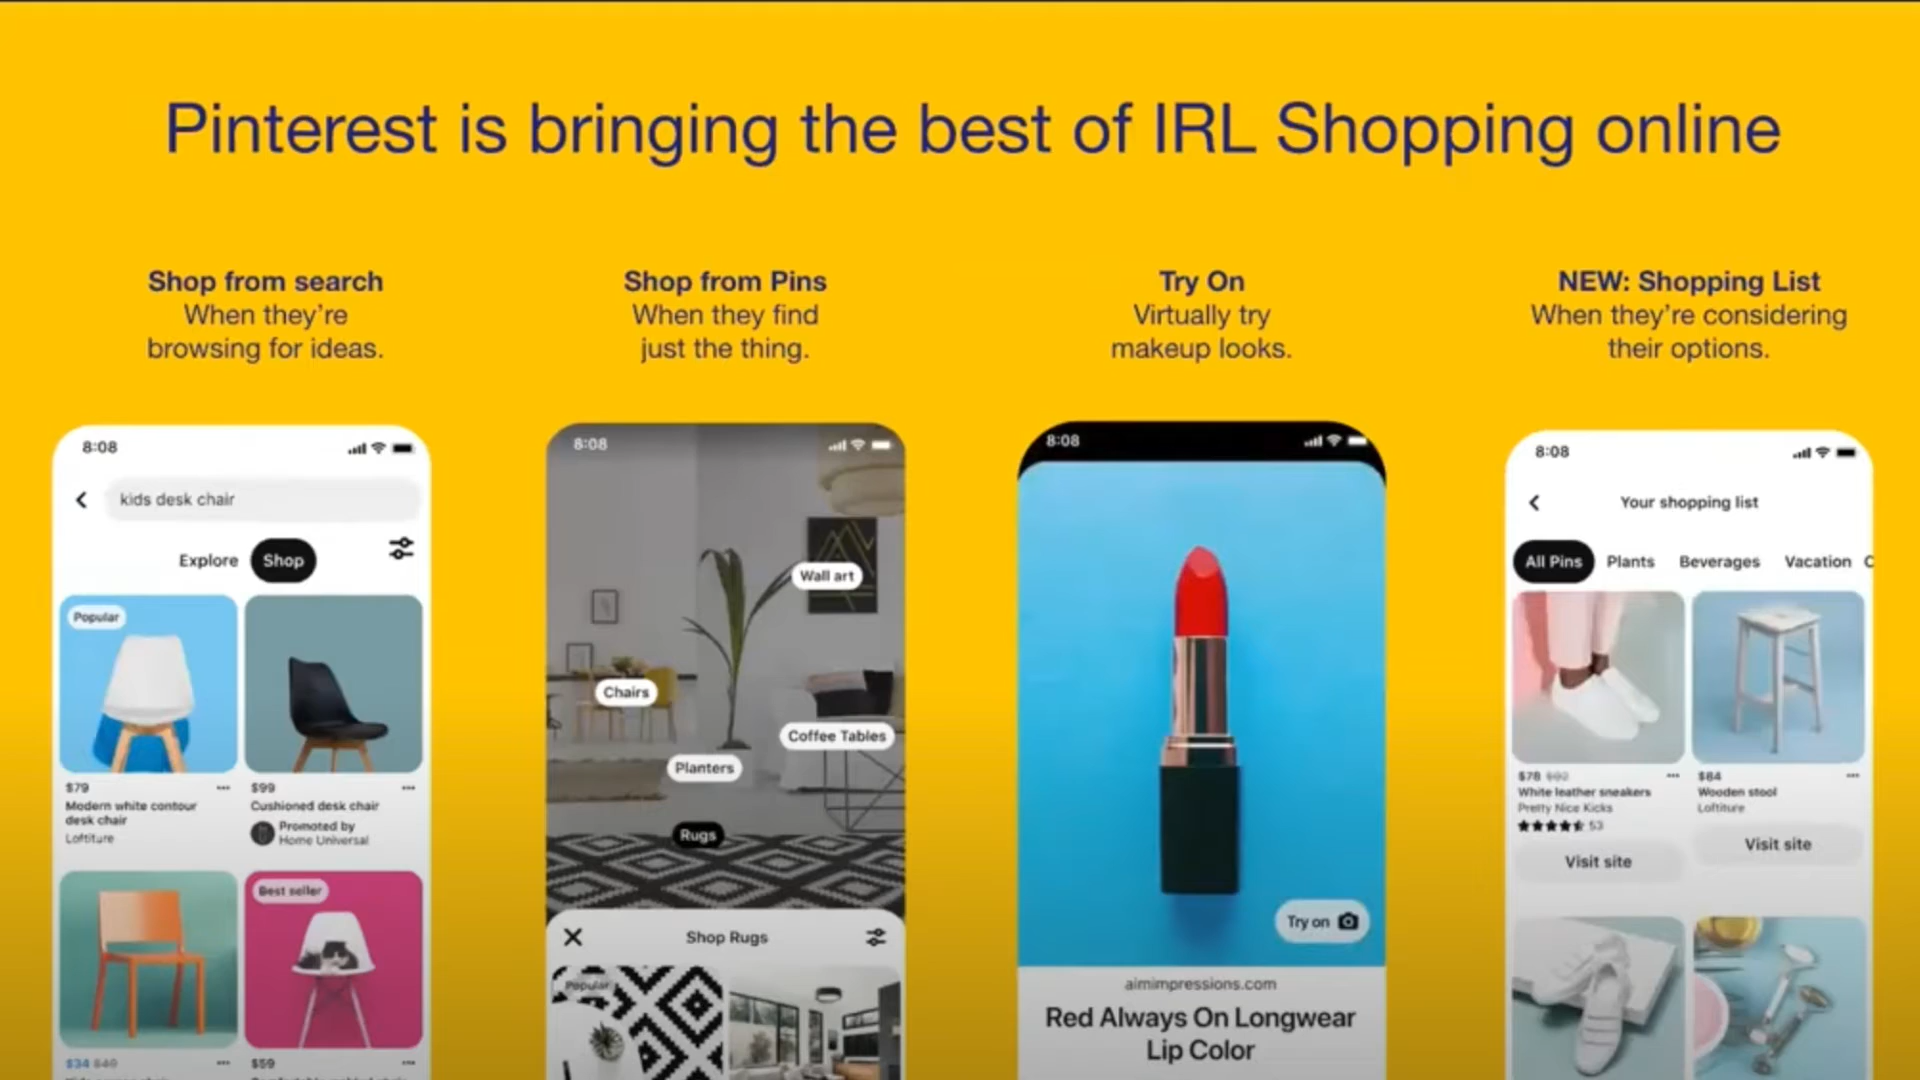 Pinterest is bringing the best of IRL Shopping online
Shop from search
When they're
browsing for ideas.
Shop from Pins
When they find
just the thing.
Try On
Virtually try
makeup looks.
NEW: Shopping List
When they're considering
their options.
8:08
kids desk chair
Explore
Shop
Popular
$79
Modern white contour
desk chair
Loftiture
$99
Cushioned desk chair
Promoted by
Home Universal
Best seller
$34 $49
$59
8:08
Wall art
Chairs
Coffee Tables
Planters
Rugs
Shop Rugs
Popular
8:08
Try on
aimimpressions.com
Red Always On Longwear
Lip Color
8:08
Your shopping list
All Pins
Plants
Beverages
Vacation
$78 $92
White leather sneakers
Pretty Nice Kicks
53
Visit site
$84
Wooden stool
Loftiture
Visit site